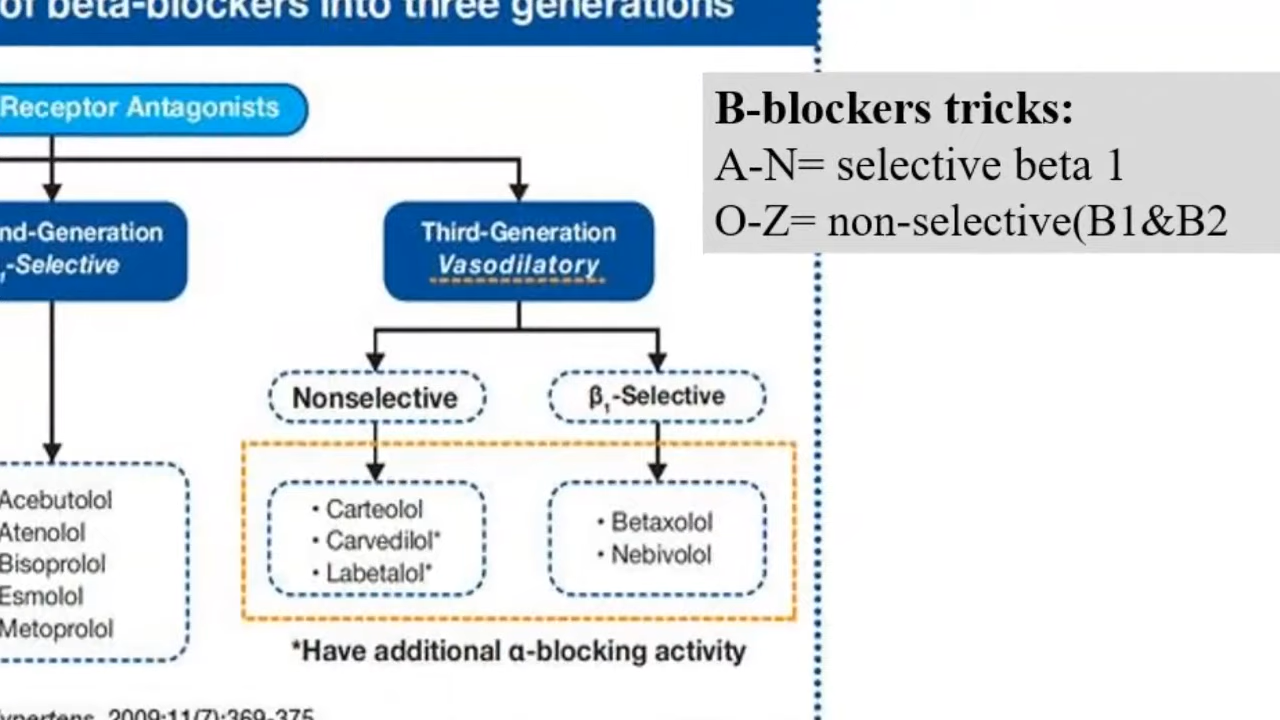 of beta-blockers into three generations
Receptor Antagonists
B-blockers tricks:
A-N= selective beta 1
O-Z= non-selective(B1&B2
nd-Generation
₁-Selective
Third-Generation
Vasodilatory
Nonselective
β₁-Selective
Acebutolol
Atenolol
Bisoprolol
Esmolol
Metoprolol
• Carteolol
• Carvedilol*
• Labetalol*
• Betaxolol
• Nebivolol
*Have additional α-blocking activity
ypertens. 2009;11(7):369-375.